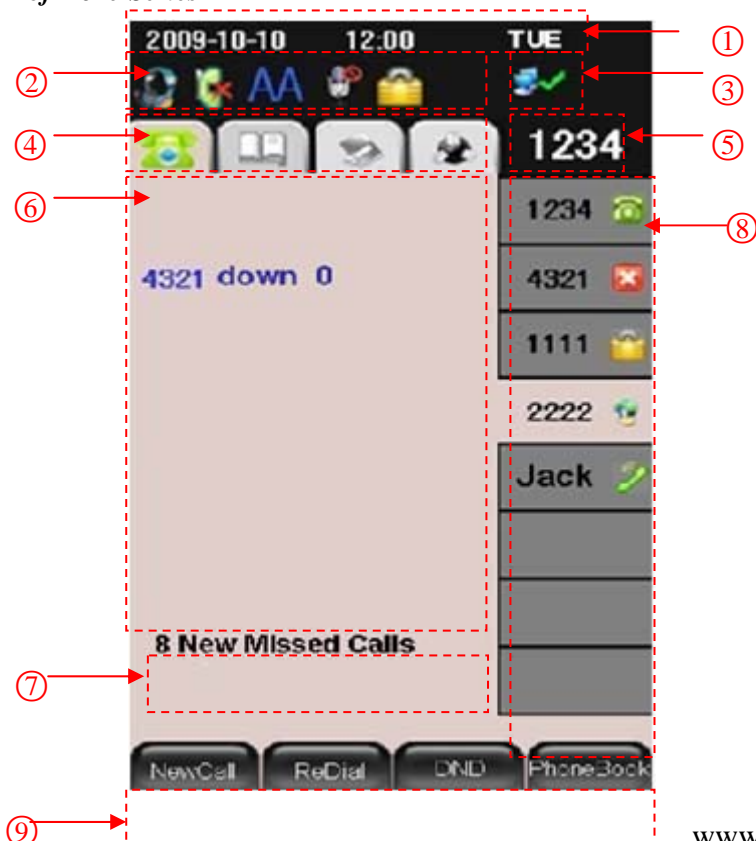 2009-10-10 12:00 TUE
①
②
AA
③
④
1234
⑤
⑥
1234
⑧
4321 down 0
4321
1111
2222
Jack
8 New Missed Calls
⑦
NewCall ReDial DND PhoneBook
⑨
www